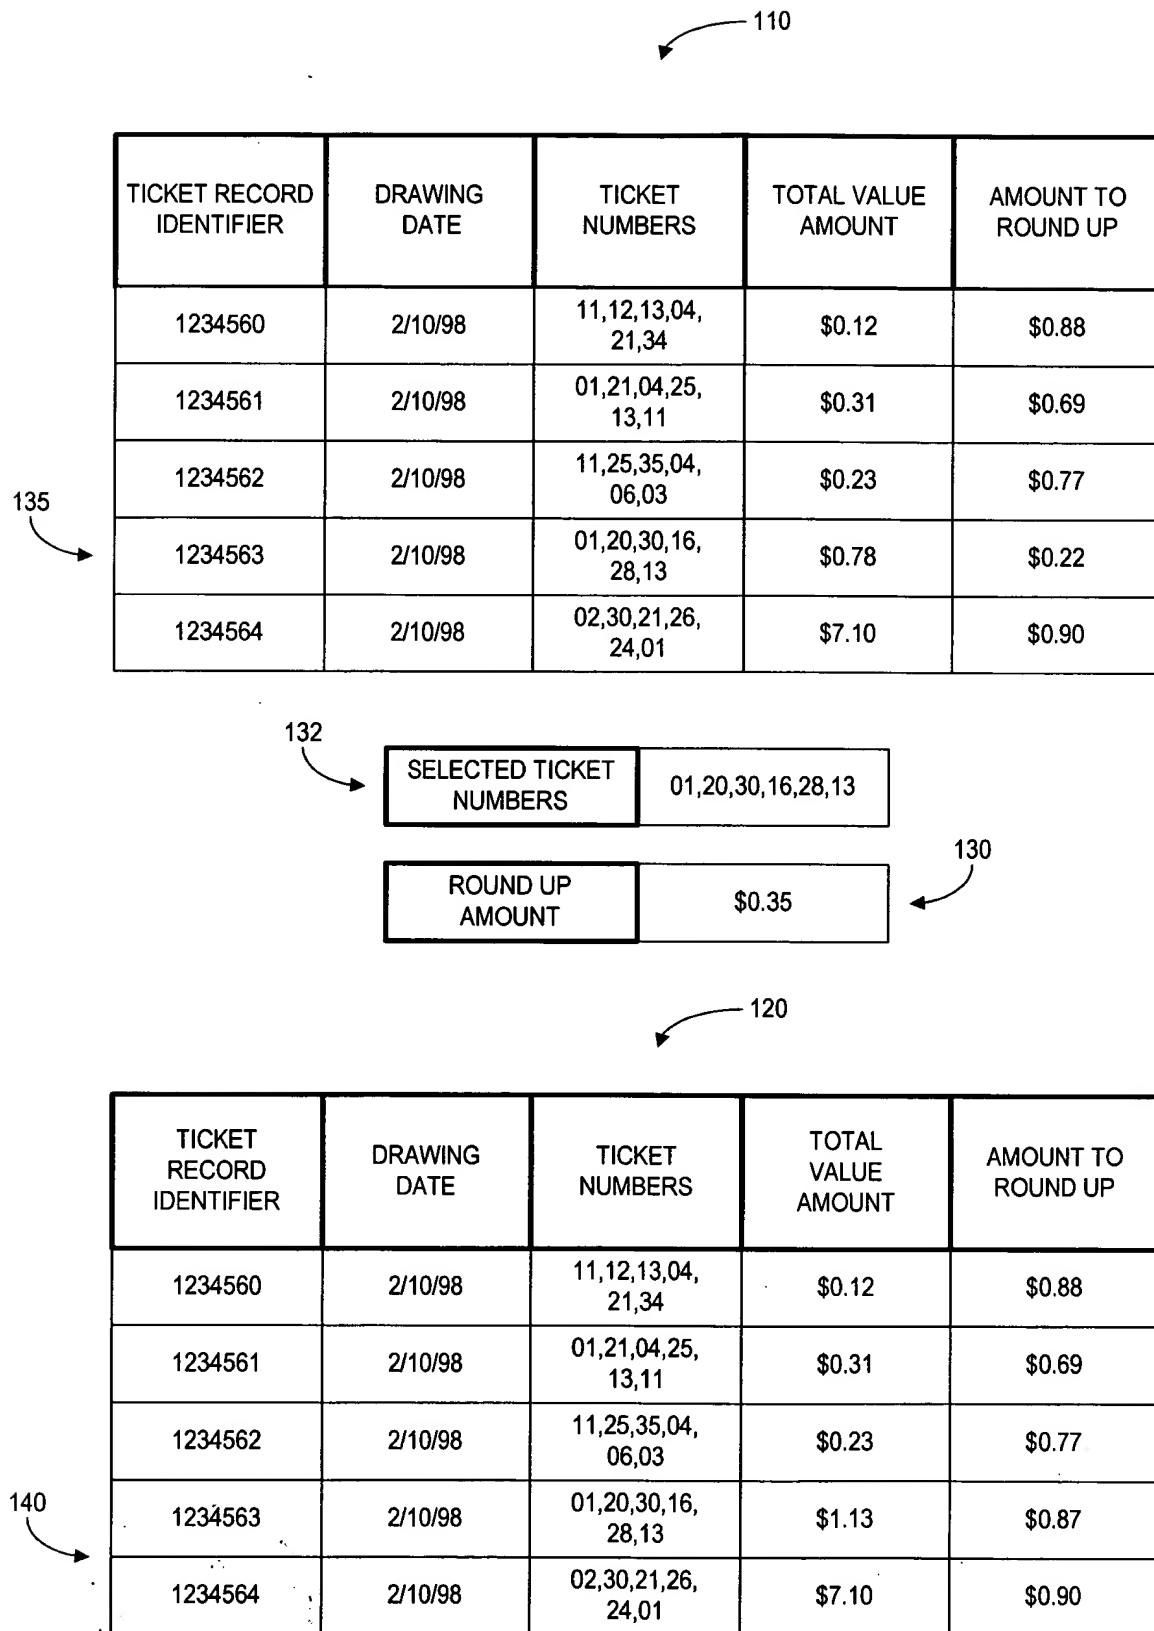 110
TICKET RECORD
IDENTIFIER
DRAWING
DATE
TICKET
NUMBERS
TOTAL VALUE
AMOUNT
AMOUNT TO
ROUND UP
1234560
2/10/98
11,12,13,04,
21,34
$0.12
$0.88
1234561
2/10/98
01,21,04,25,
13,11
$0.31
$0.69
1234562
2/10/98
11,25,35,04,
06,03
$0.23
$0.77
135
1234563
2/10/98
01,20,30,16,
28,13
$0.78
$0.22
1234564
2/10/98
02,30,21,26,
24,01
$7.10
$0.90
132
SELECTED TICKET
NUMBERS
01,20,30,16,28,13
130
ROUND UP
AMOUNT
$0.35
120
TICKET
RECORD
IDENTIFIER
DRAWING
DATE
TICKET
NUMBERS
TOTAL
VALUE
AMOUNT
AMOUNT TO
ROUND UP
1234560
2/10/98
11,12,13,04,
21,34
$0.12
$0.88
1234561
2/10/98
01,21,04,25,
13,11
$0.31
$0.69
1234562
2/10/98
11,25,35,04,
06,03
$0.23
$0.77
140
1234563
2/10/98
01,20,30,16,
28,13
$1.13
$0.87
1234564
2/10/98
02,30,21,26,
24,01
$7.10
$0.90